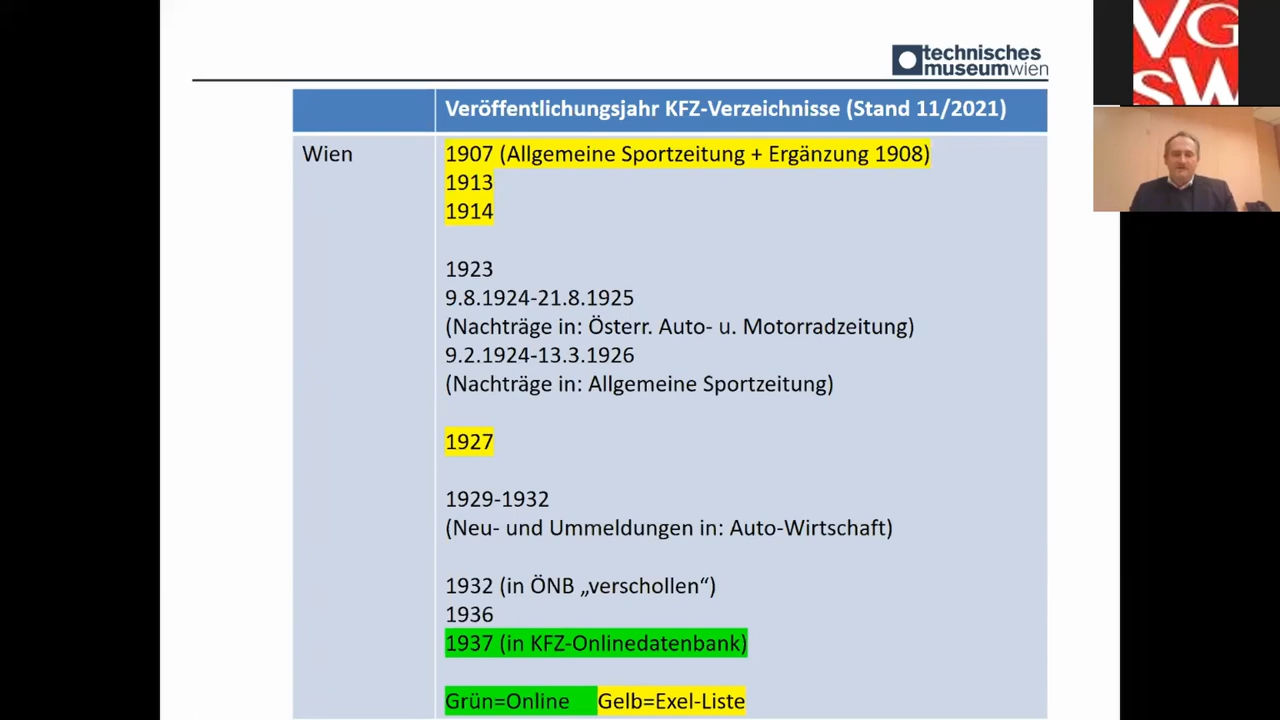 technisches
museumwien
VG
SW
Veröffentlichungsjahr KFZ-Verzeichnisse (Stand 11/2021)
Wien
1907 (Allgemeine Sportzeitung + Ergänzung 1908)
1913
1914
1923
9.8.1924-21.8.1925
(Nachträge in: Österr. Auto- u. Motorradzeitung)
9.2.1924-13.3.1926
(Nachträge in: Allgemeine Sportzeitung)
1927
1929-1932
(Neu- und Ummeldungen in: Auto-Wirtschaft)
1932 (in ÖNB „verschollen“)
1936
1937 (in KFZ-Onlinedatenbank)
Grün=Online Gelb=Exel-Liste